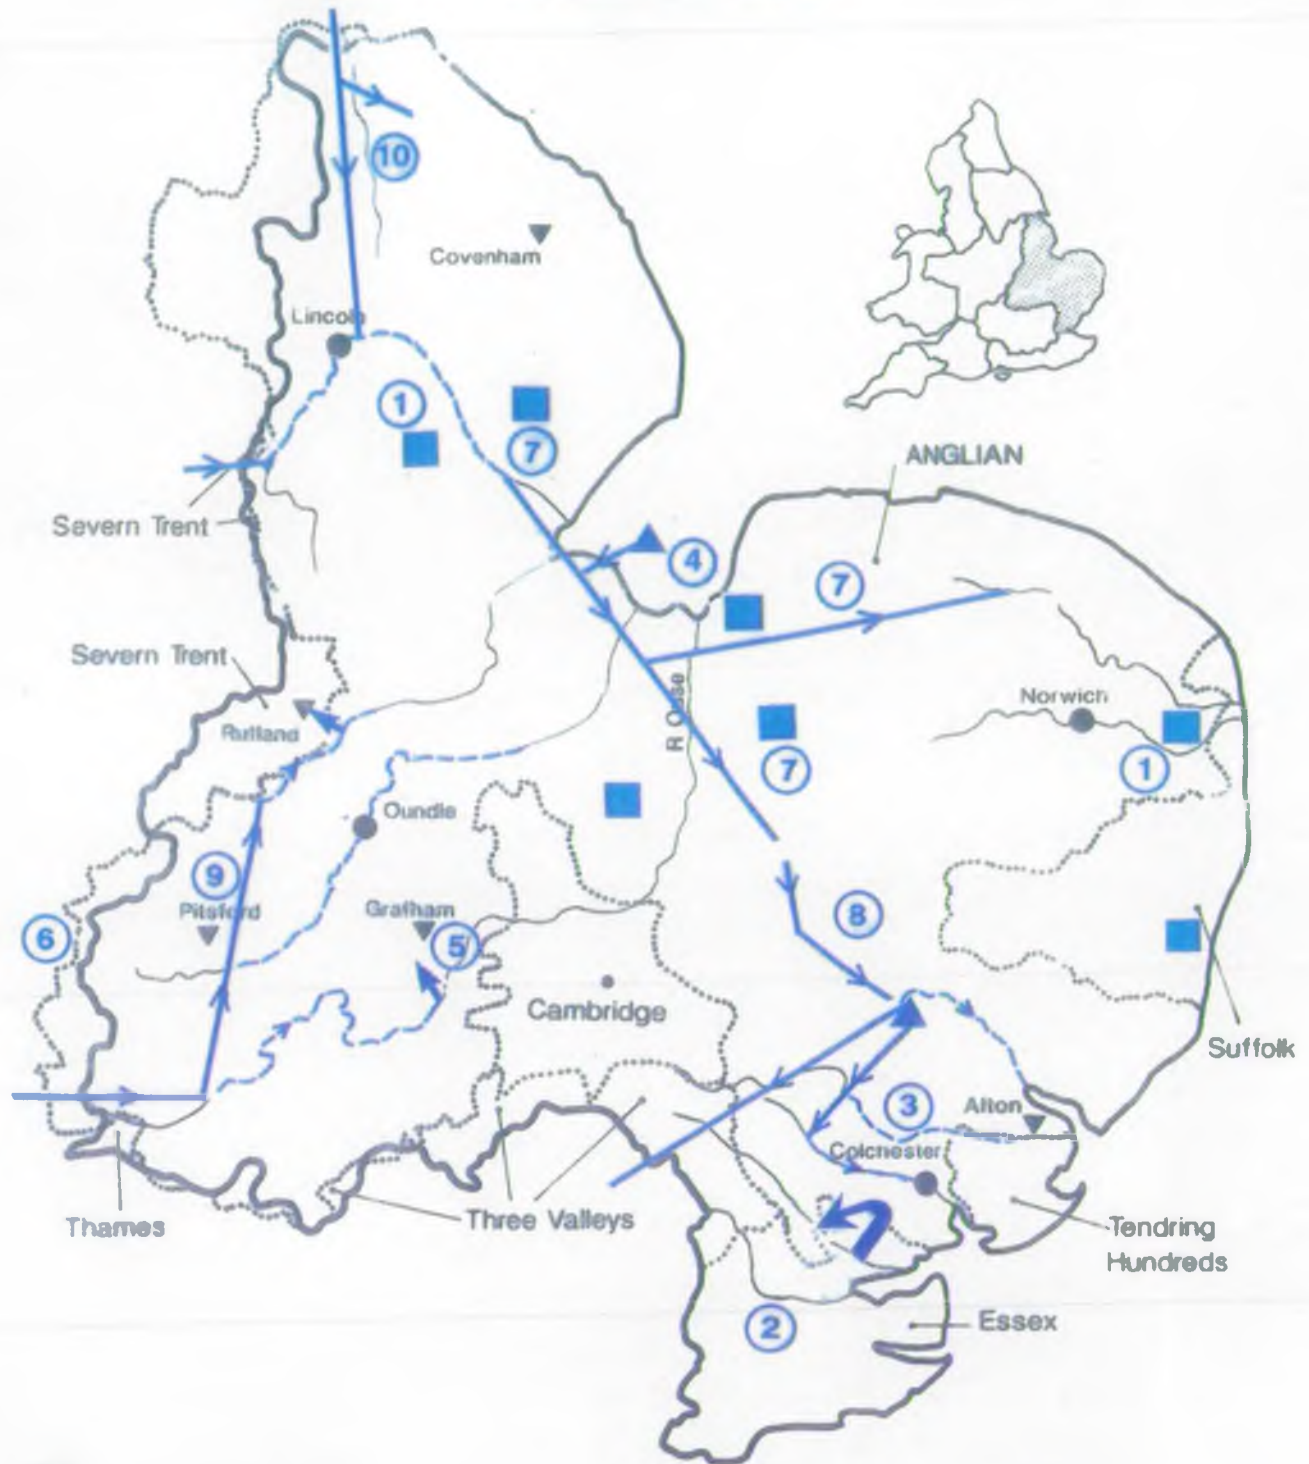 10
Covenham
Lincoln
1
7
ANGLIAN
Severn Trent
4
7
Severn Trent
Rutland
R Ouse
Norwich
7
1
Oundle
9
Pitsford
Grafham
8
6
5
Cambridge
Suffolk
3
Alton
Colchester
Thames
Three Valleys
Tendring
Hundreds
2
Essex